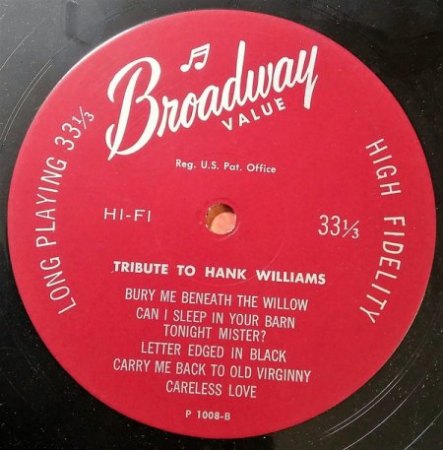 Broadway
VALUE
Reg. U.S. Pat. Office
LONG PLAYING 33⅓
HIGH FIDELITY
HI-FI
33⅓
TRIBUTE TO HANK WILLIAMS
BURY ME BENEATH THE WILLOW
CAN I SLEEP IN YOUR BARN
TONIGHT MISTER?
LETTER EDGED IN BLACK
CARRY ME BACK TO OLD VIRGINNY
CARELESS LOVE
P 1008-B